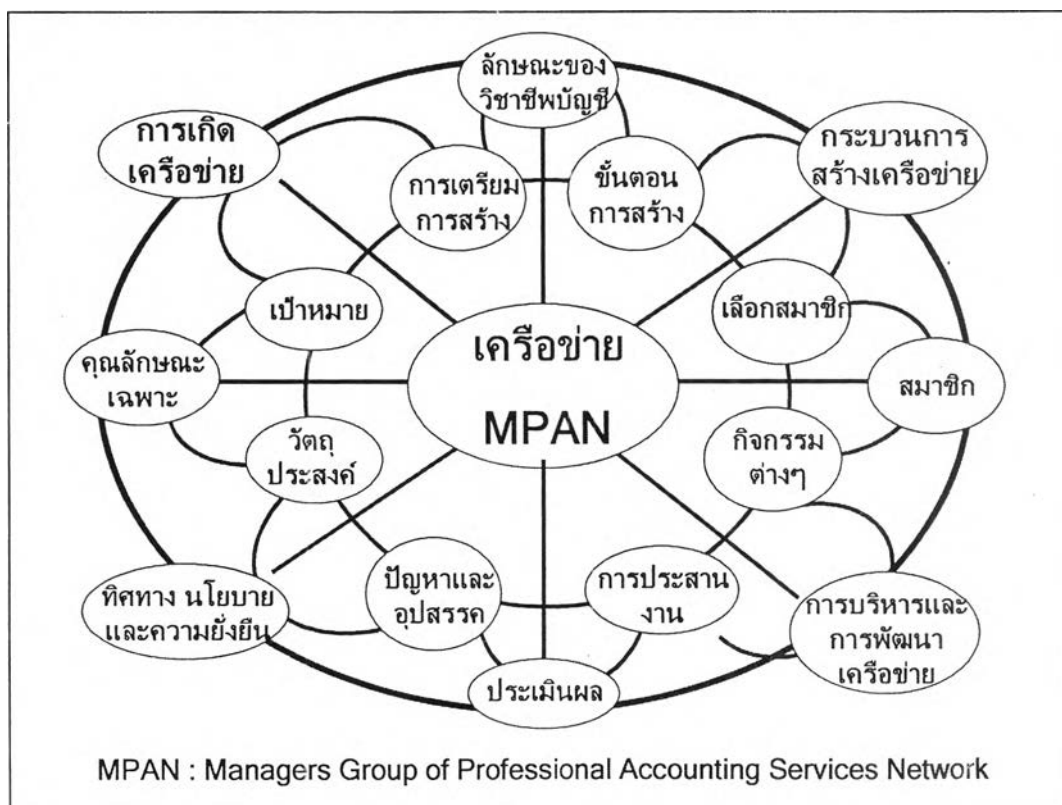 ลักษณะของ
วิชาชีพบัญชี
การเกิด
เครือข่าย
กระบวนการ
สร้างเครือข่าย
การเตรียม
การสร้าง
ขั้นตอน
การสร้าง
เป้าหมาย
เลือกสมาชิก
คุณลักษณะ
เฉพาะ
เครือข่าย
MPAN
สมาชิก
วัตถุ
ประสงค์
กิจกรรม
ต่างๆ
ทิศทาง นโยบาย
และความยั่งยืน
ปัญหาและ
อุปสรรค
การประสาน
งาน
การบริหารและ
การพัฒนา
เครือข่าย
ประเมินผล
MPAN : Managers Group of Professional Accounting Services Network